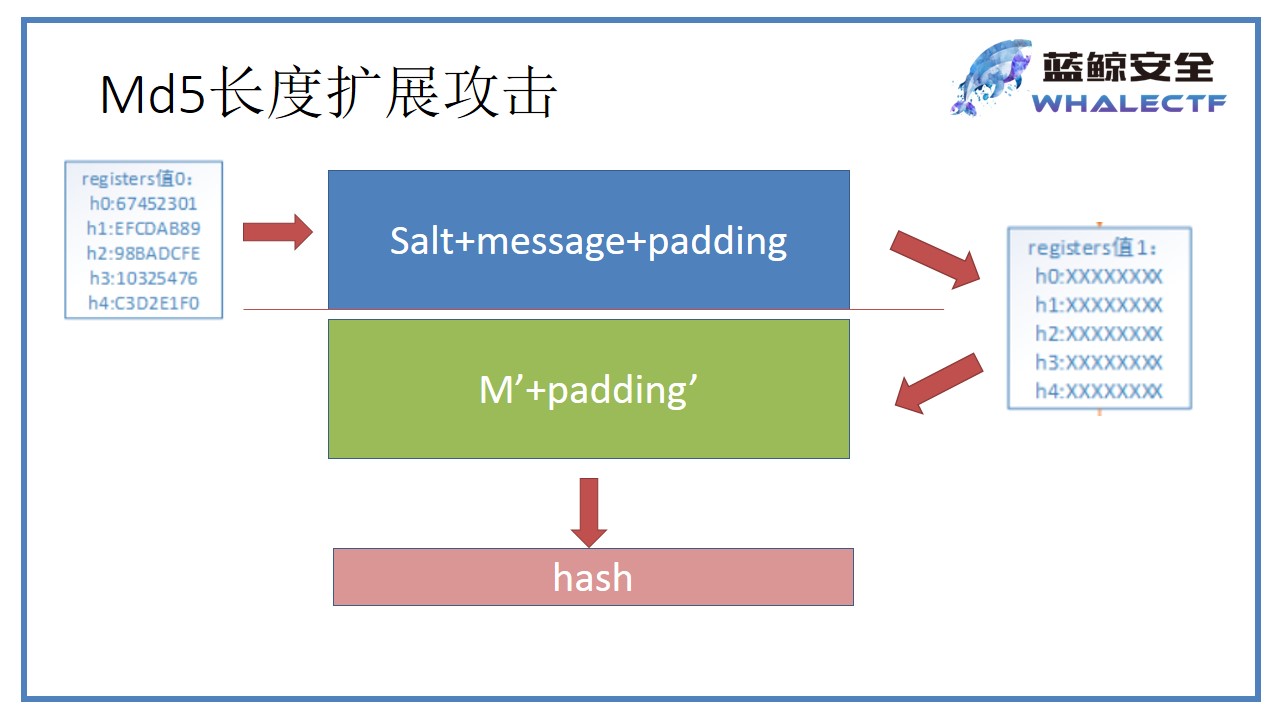 Md5长度扩展攻击
蓝鲸安全
WHALECTF
registers值0：
h0:67452301
h1:EFCDAB89
h2:98BADCFE
h3:10325476
h4:C3D2E1F0
Salt+message+padding
registers值1：
h0:XXXXXXXX
h1:XXXXXXXX
h2:XXXXXXXX
h3:XXXXXXXX
h4:XXXXXXXX
M’+padding’
hash